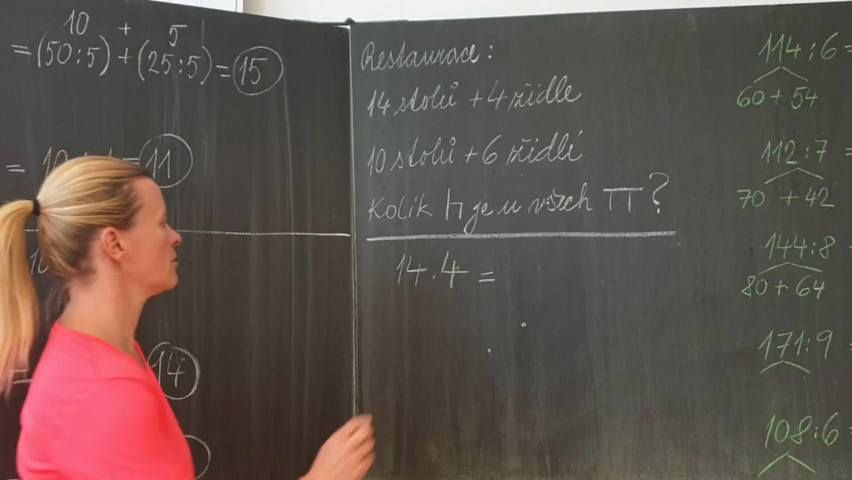 10 + 5
=(50:5)+(25:5)=15
11
14
Restaurace:
14 stolů + 4 židle
10 stolů + 6 židlí
Kolik je u všech ?
14.4=
114:6=
60+54
112:7=
70+42
144:8
80+64
171:9=
108:6